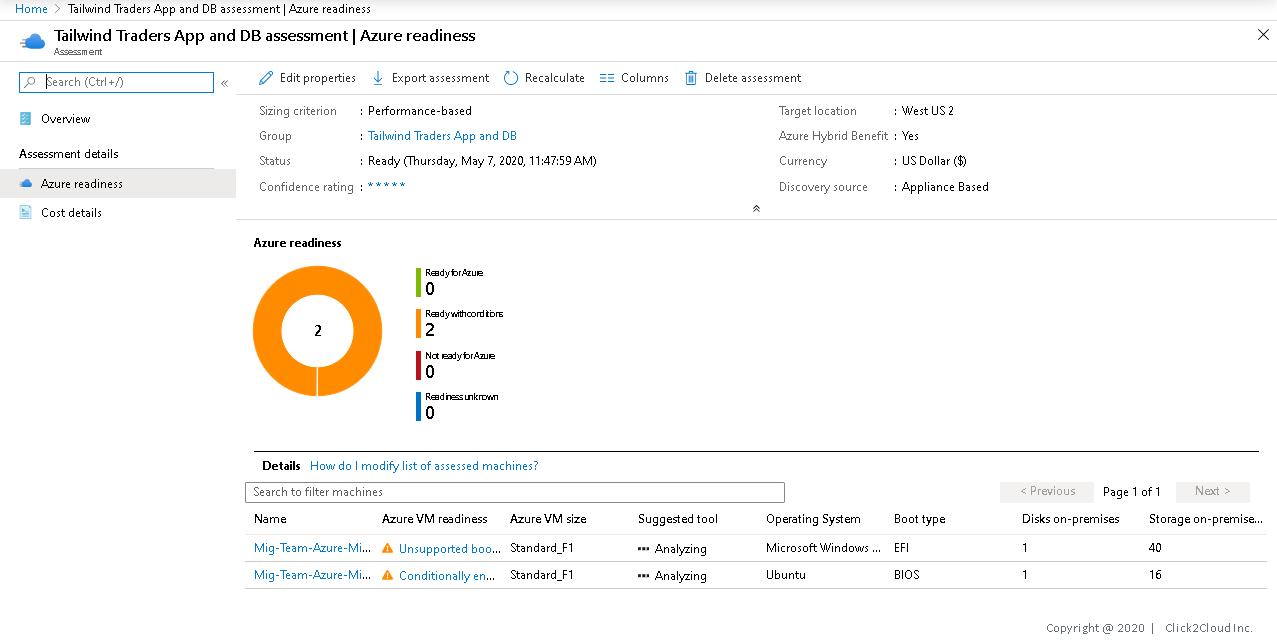 Home > Tailwind Traders App and DB assessment | Azure readiness
Tailwind Traders App and DB assessment | Azure readiness
Assessment
Search (Ctrl+/)
«
Edit properties Export assessment Recalculate Columns Delete assessment
Overview
Assessment details
Azure readiness
Cost details
Sizing criterion : Performance-based Target location : West US 2
Group : Tailwind Traders App and DB Azure Hybrid Benefit : Yes
Status : Ready (Thursday, May 7, 2020, 11:47:59 AM) Currency : US Dollar ($)
Confidence rating : ***** Discovery source : Appliance Based
Azure readiness
2
Ready for Azure
0
Ready with conditions
2
Not ready for Azure
0
Readiness unknown
0
Details How do I modify list of assessed machines?
Search to filter machines < Previous Page 1 of 1 Next >
Name Azure VM readiness Azure VM size Suggested tool Operating System Boot type Disks on-premises Storage on-premise...
Mig-Team-Azure-Mi... Unsupported boo... Standard_F1 Analyzing Microsoft Windows ... EFI 1 40
Mig-Team-Azure-Mi... Conditionally en... Standard_F1 Analyzing Ubuntu BIOS 1 16
Copyright @ 2020 | Click2Cloud Inc.